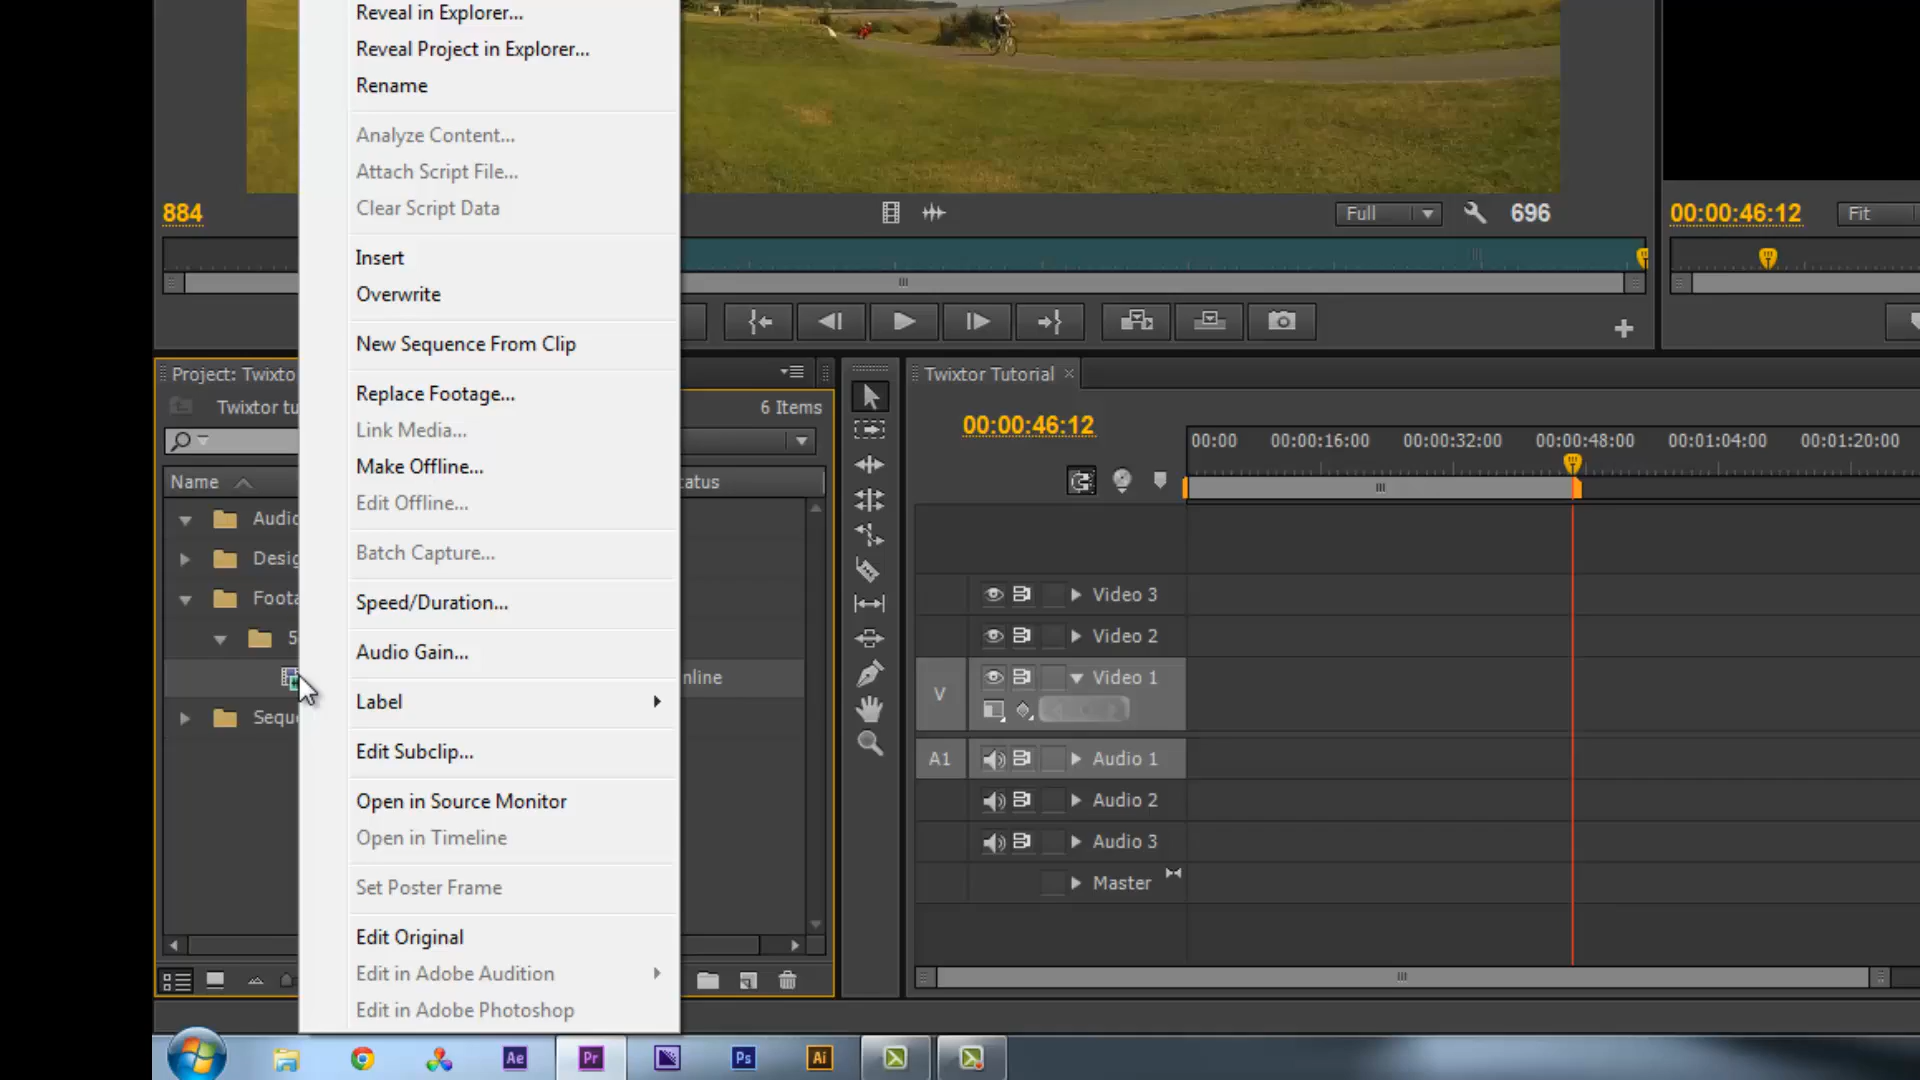 Reveal in Explorer...
Reveal Project in Explorer...
Rename
Analyze Content...
Attach Script File...
Clear Script Data
Insert
Overwrite
New Sequence From Clip
Replace Footage...
Link Media...
Make Offline...
Edit Offline...
Batch Capture...
Speed/Duration...
Audio Gain...
Label
Edit Subclip...
Open in Source Monitor
Open in Timeline
Set Poster Frame
Edit Original
Edit in Adobe Audition
Edit in Adobe Photoshop
884
Full
696
00:00:46:12
Fit
Project: Twixto
Twixtor tu
6 Items
Name
tatus
Audio
Desig
Foota
5
nline
Sequ
Twixtor Tutorial
00:00:46:12
00:00 00:00:16:00 00:00:32:00 00:00:48:00 00:01:04:00 00:01:20:00
Video 3
Video 2
V Video 1
A1 Audio 1
Audio 2
Audio 3
Master
Ae Pr Ps Ai